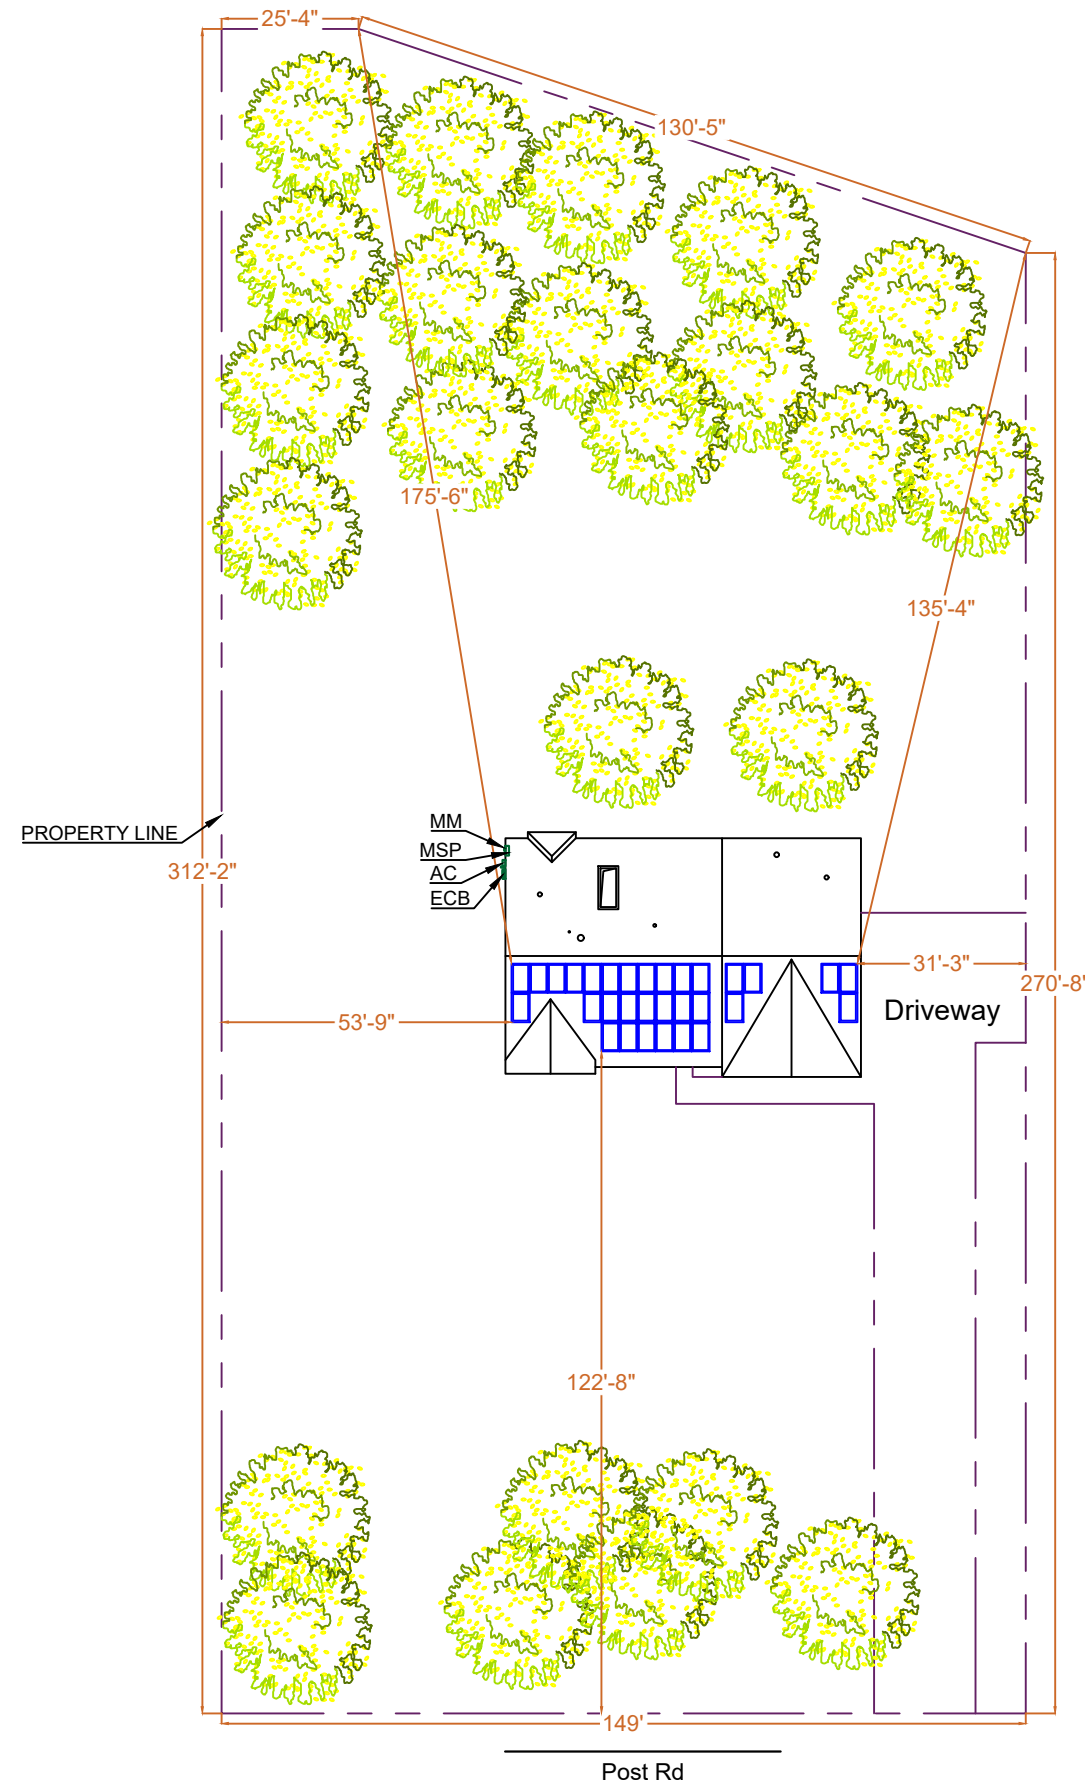 25'-4"
130'-5"
175'-6"
135'-4"
MM
PROPERTY LINE
MSP
312'-2"
AC
ECB
31'-3"
270'-8'
Driveway
53'-9"
122'-8"
149'
Post Rd